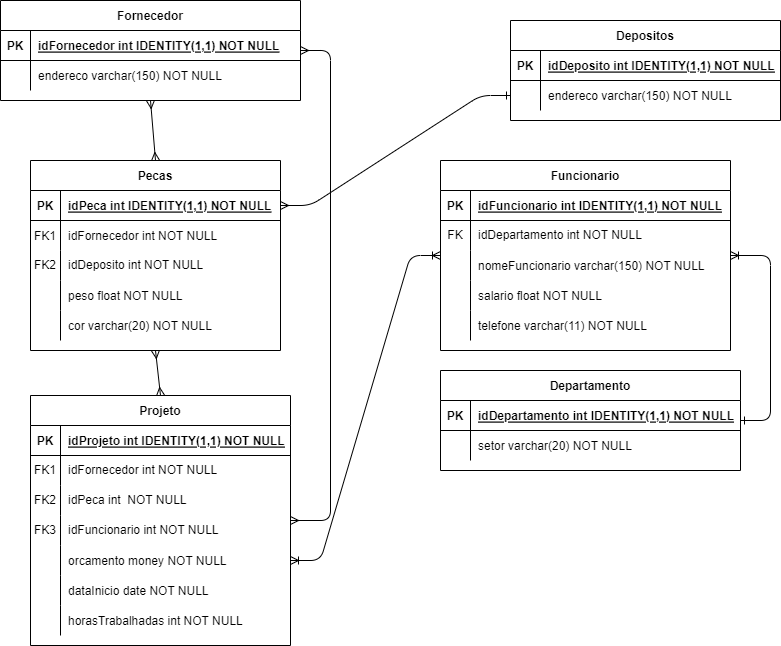 Fornecedor
PK idFornecedor int IDENTITY(1,1) NOT NULL
endereco varchar(150) NOT NULL
Depositos
PK idDeposito int IDENTITY(1,1) NOT NULL
endereco varchar(150) NOT NULL
Pecas
PK idPeca int IDENTITY(1,1) NOT NULL
FK1 idFornecedor int NOT NULL
FK2 idDeposito int NOT NULL
peso float NOT NULL
cor varchar(20) NOT NULL
Funcionario
PK idFuncionario int IDENTITY(1,1) NOT NULL
FK idDepartamento int NOT NULL
nomeFuncionario varchar(150) NOT NULL
salario float NOT NULL
telefone varchar(11) NOT NULL
Departamento
PK idDepartamento int IDENTITY(1,1) NOT NULL
setor varchar(20) NOT NULL
Projeto
PK idProjeto int IDENTITY(1,1) NOT NULL
FK1 idFornecedor int NOT NULL
FK2 idPeca int NOT NULL
FK3 idFuncionario int NOT NULL
orcamento money NOT NULL
dataInicio date NOT NULL
horasTrabalhadas int NOT NULL